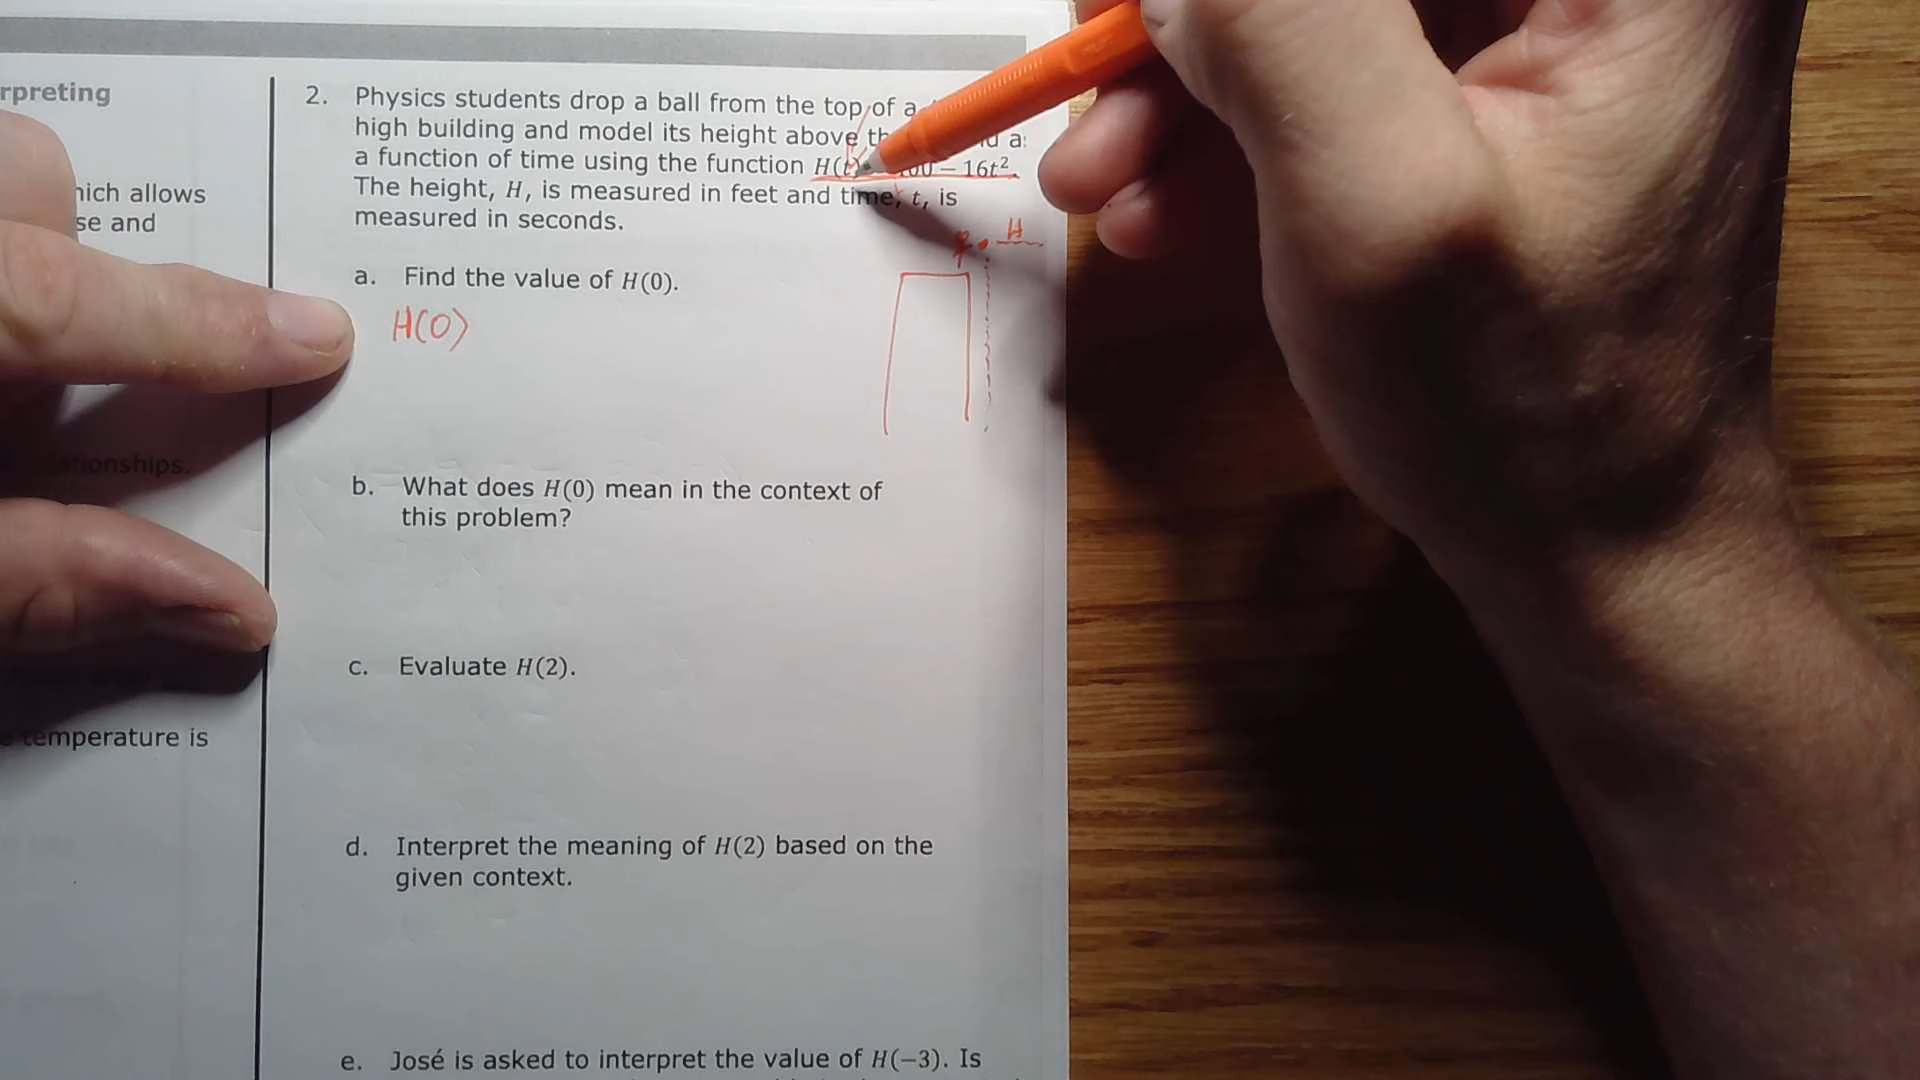 rpreting
hich allows
se and
tionships.
temperature is
2. Physics students drop a ball from the top of a
high building and model its height above
a function of time using the function H(t) – 16t².
The height, H, is measured in feet and time, t, is
measured in seconds.
H
a. Find the value of H(0).
H(0)
b. What does H(0) mean in the context of
this problem?
c. Evaluate H(2).
d. Interpret the meaning of H(2) based on the
given context.
e. José is asked to interpret the value of H(−3). Is